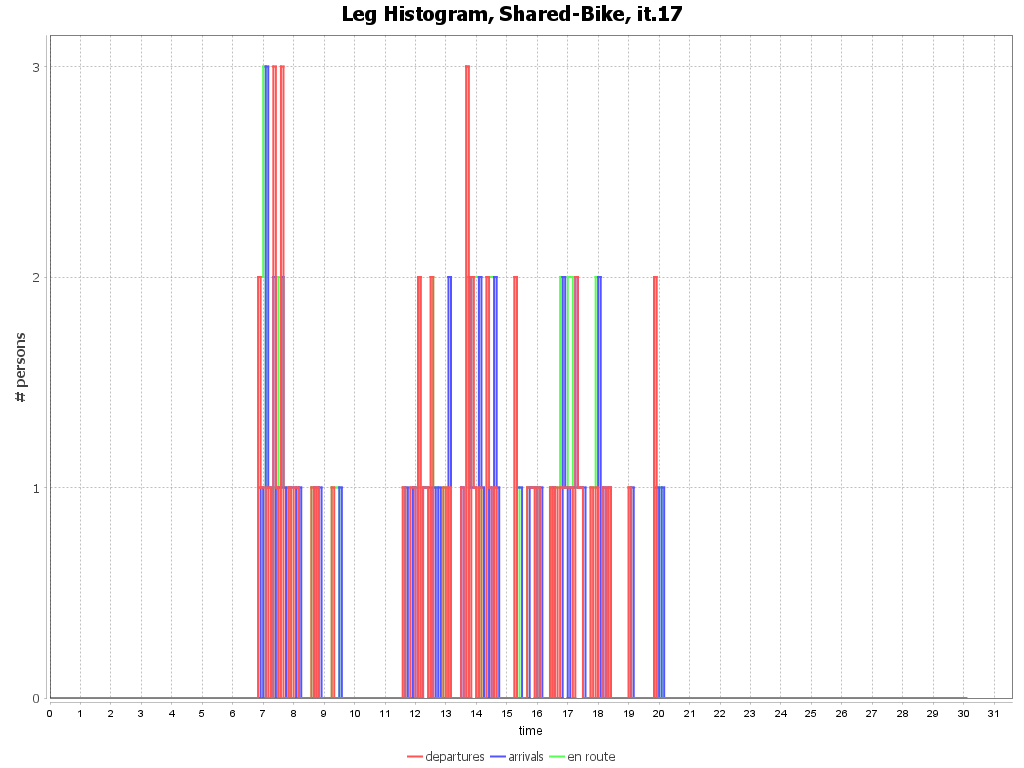 Leg Histogram, Shared-Bike, it.17
# persons
3
2
1
0
0 1 2 3 4 5 6 7 8 9 10 11 12 13 14 15 16 17 18 19 20 21 22 23 24 25 26 27 28 29 30 31
time
departures arrivals en route